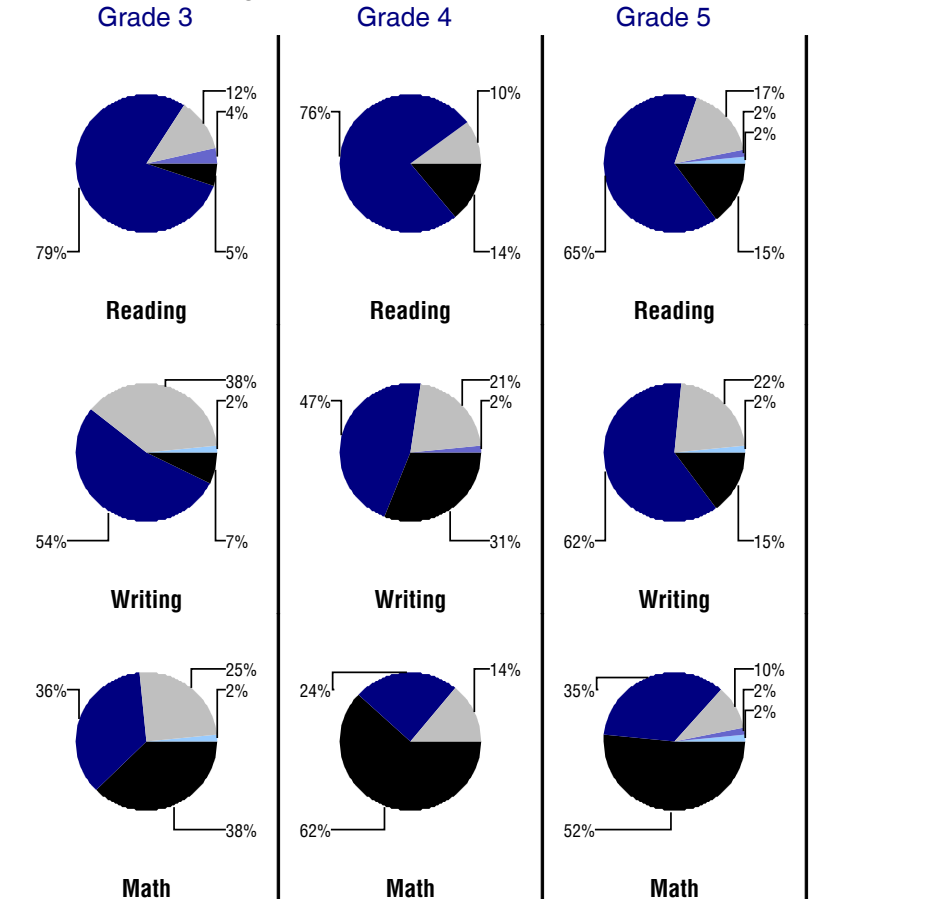 Grade 3 Grade 4 Grade 5
12% 10% 17%
4% 76% 2%
2%
79% 5% 14% 65% 15%
Reading Reading Reading
38% 21% 22%
2% 47% 2% 2%
54% 7% 31% 62% 15%
Writing Writing Writing
25% 14% 10%
36% 2% 24% 35% 2%
2%
38% 62% 52%
Math Math Math